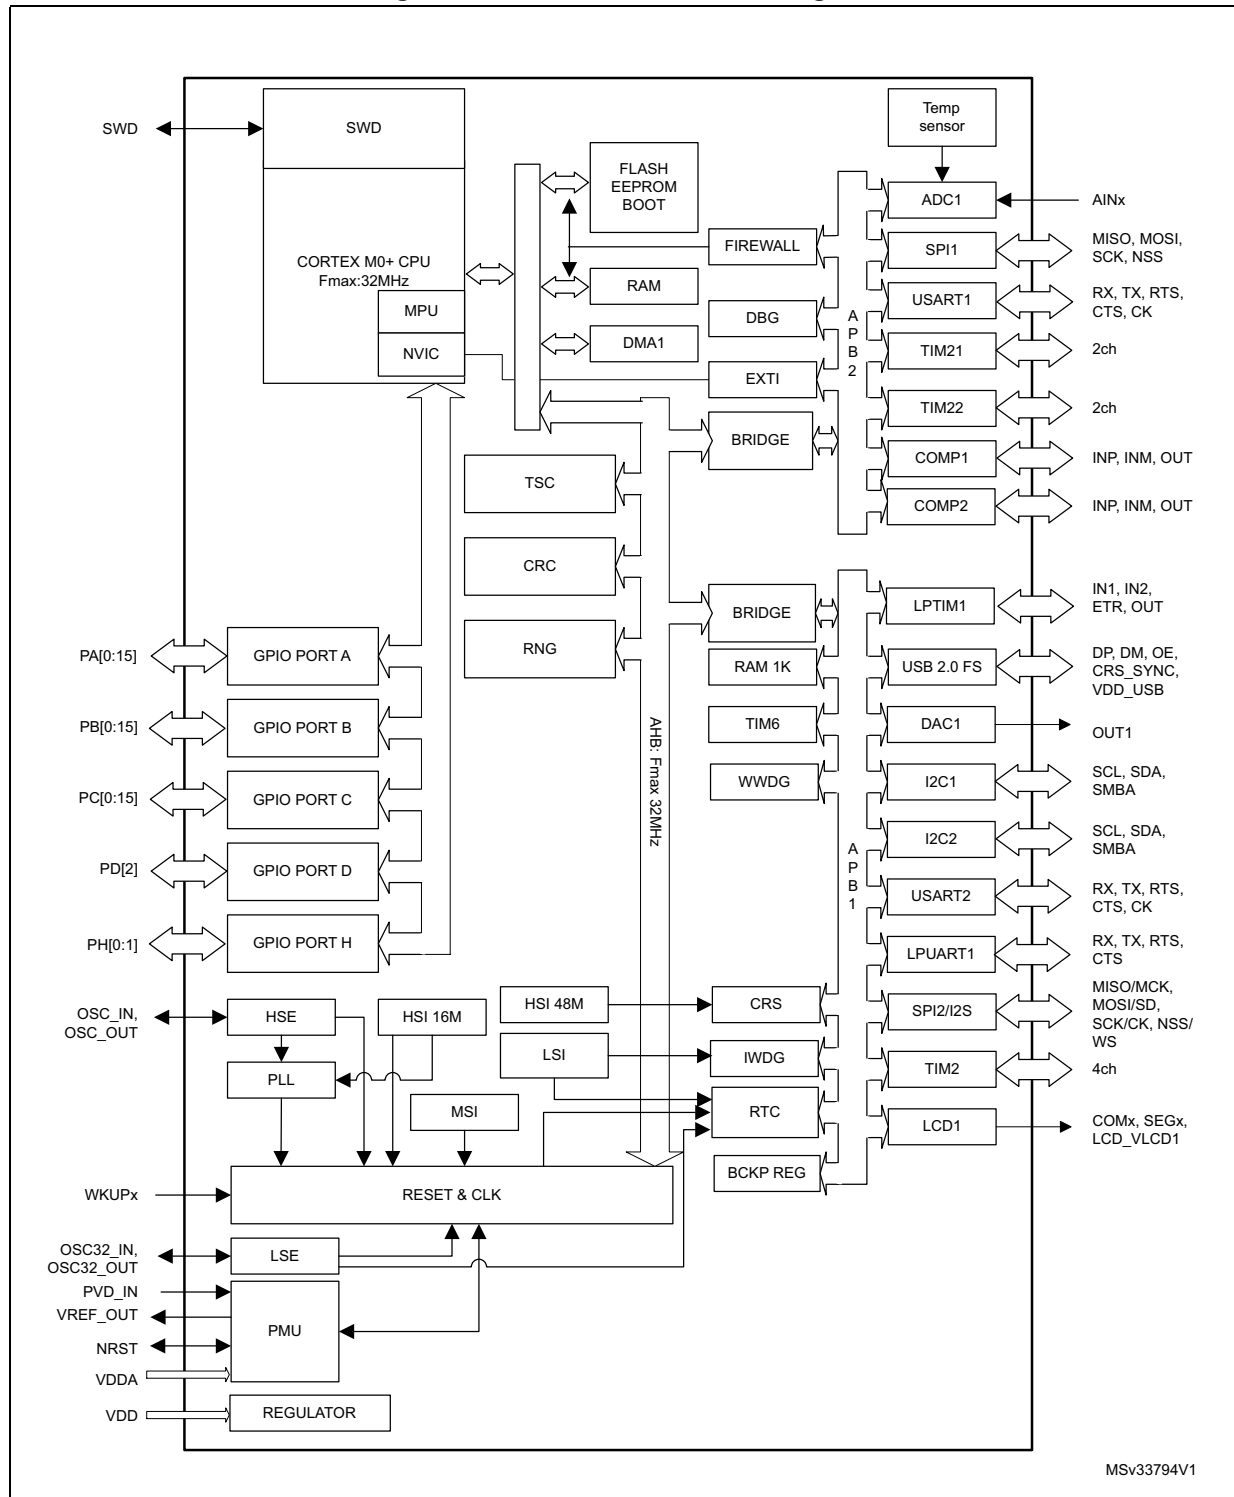 SWD
SWD
CORTEX M0+ CPU
Fmax:32MHz
MPU
NVIC
FLASH
EEPROM
BOOT
RAM
DMA1
FIREWALL
DBG
EXTI
BRIDGE
A
P
B
2
Temp
sensor
ADC1
AINx
SPI1
MISO, MOSI,
SCK, NSS
USART1
RX, TX, RTS,
CTS, CK
TIM21
2ch
TIM22
2ch
COMP1
INP, INM, OUT
COMP2
INP, INM, OUT
TSC
CRC
RNG
AHB: Fmax 32MHz
PA[0:15]
GPIO PORT A
PB[0:15]
GPIO PORT B
PC[0:15]
GPIO PORT C
PD[2]
GPIO PORT D
PH[0:1]
GPIO PORT H
BRIDGE
RAM 1K
TIM6
WWDG
A
P
B
1
LPTIM1
IN1, IN2,
ETR, OUT
USB 2.0 FS
DP, DM, OE,
CRS_SYNC,
VDD_USB
DAC1
OUT1
I2C1
SCL, SDA,
SMBA
I2C2
SCL, SDA,
SMBA
USART2
RX, TX, RTS,
CTS, CK
LPUART1
RX, TX, RTS,
CTS
SPI2/I2S
MISO/MCK,
MOSI/SD,
SCK/CK, NSS/
WS
TIM2
4ch
LCD1
COMx, SEGx,
LCD_VLCD1
OSC_IN,
OSC_OUT
HSE
HSI 16M
PLL
HSI 48M
CRS
LSI
IWDG
MSI
RTC
BCKP REG
WKUPx
RESET & CLK
OSC32_IN,
OSC32_OUT
LSE
PVD_IN
VREF_OUT
NRST
VDDA
PMU
VDD
REGULATOR
MSv33794V1